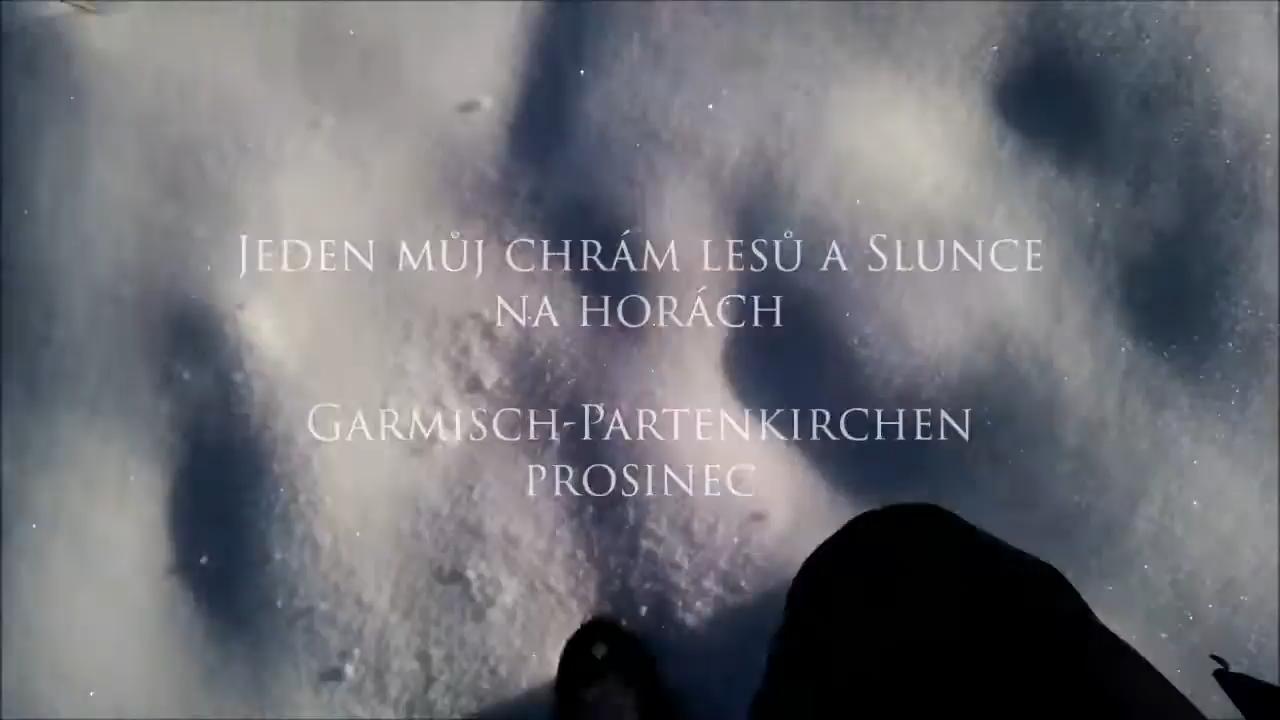 Jeden můj chrám lesů a Slunce
na horách
Garmisch-Partenkirchen
prosinec